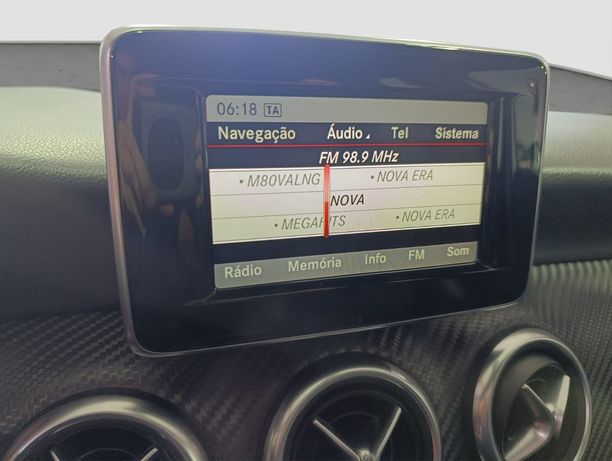 06:18 TA
Navegação Áudio Tel Sistema
FM 98.9 MHz
• M80VALNG • NOVA ERA
NOVA
• NOVA ERA
Rádio Memória Info FM Som